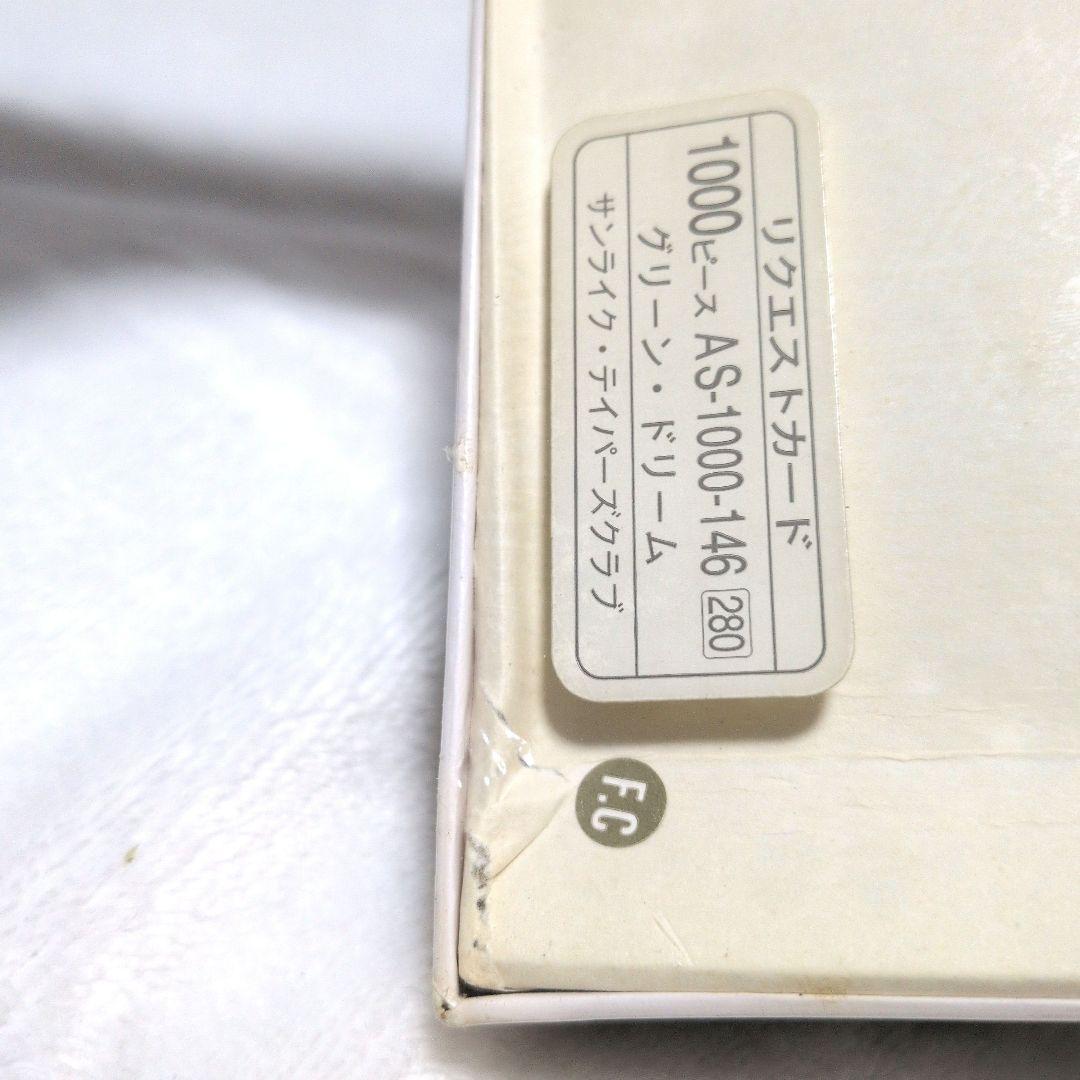 リクエストカード
1000ピース AS-1000-146 280
グリーン・ドリーム
サンライク・テイパーズクラブ
F.C